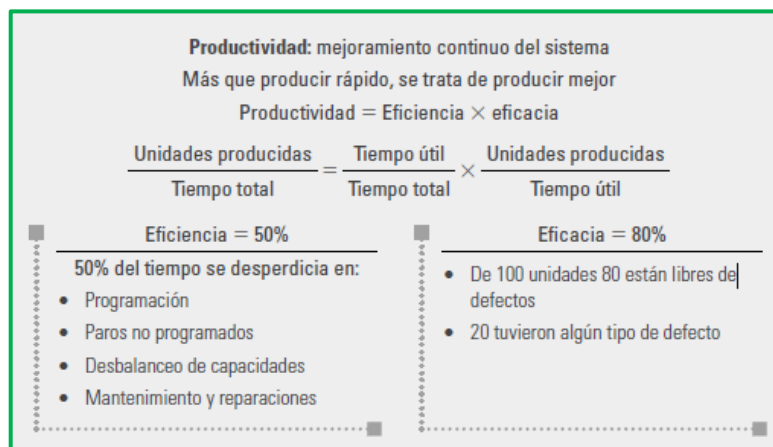 Productividad: mejoramiento continuo del sistema
Más que producir rápido, se trata de producir mejor
Productividad = Eficiencia × eficacia
Unidades producidas / Tiempo total = Tiempo útil / Tiempo total × Unidades producidas / Tiempo útil
Eficiencia = 50%
50% del tiempo se desperdicia en:
• Programación
• Paros no programados
• Desbalanceo de capacidades
• Mantenimiento y reparaciones
Eficacia = 80%
• De 100 unidades 80 están libres de
defectos
• 20 tuvieron algún tipo de defecto